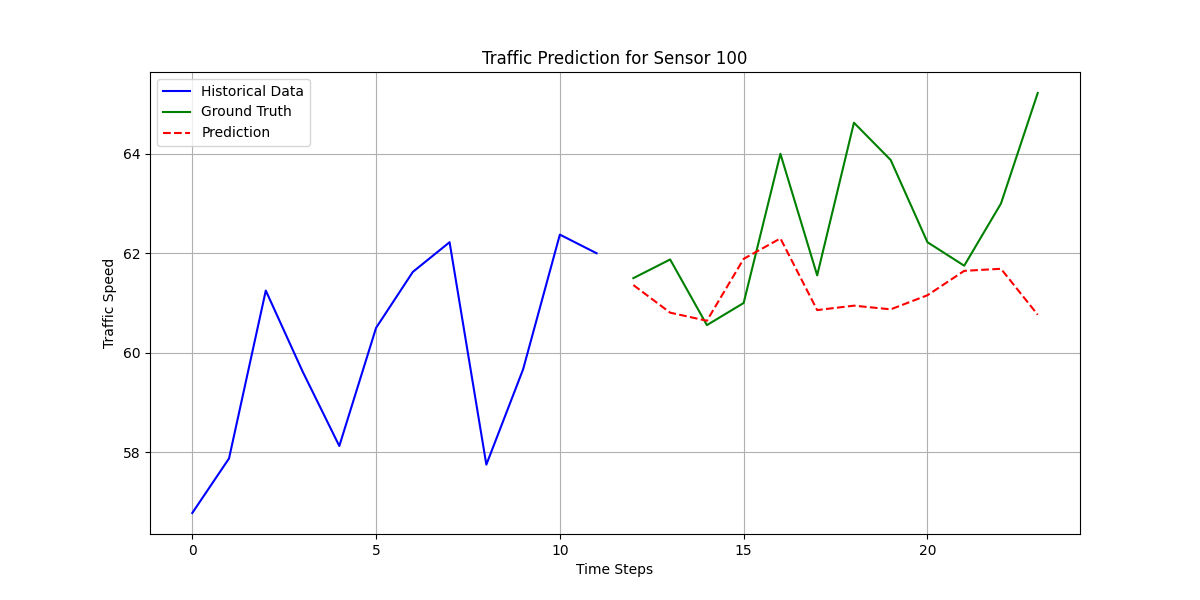 Traffic Prediction for Sensor 100
Historical Data
Ground Truth
Prediction
64
62
60
58
Traffic Speed
0
5
10
15
20
Time Steps